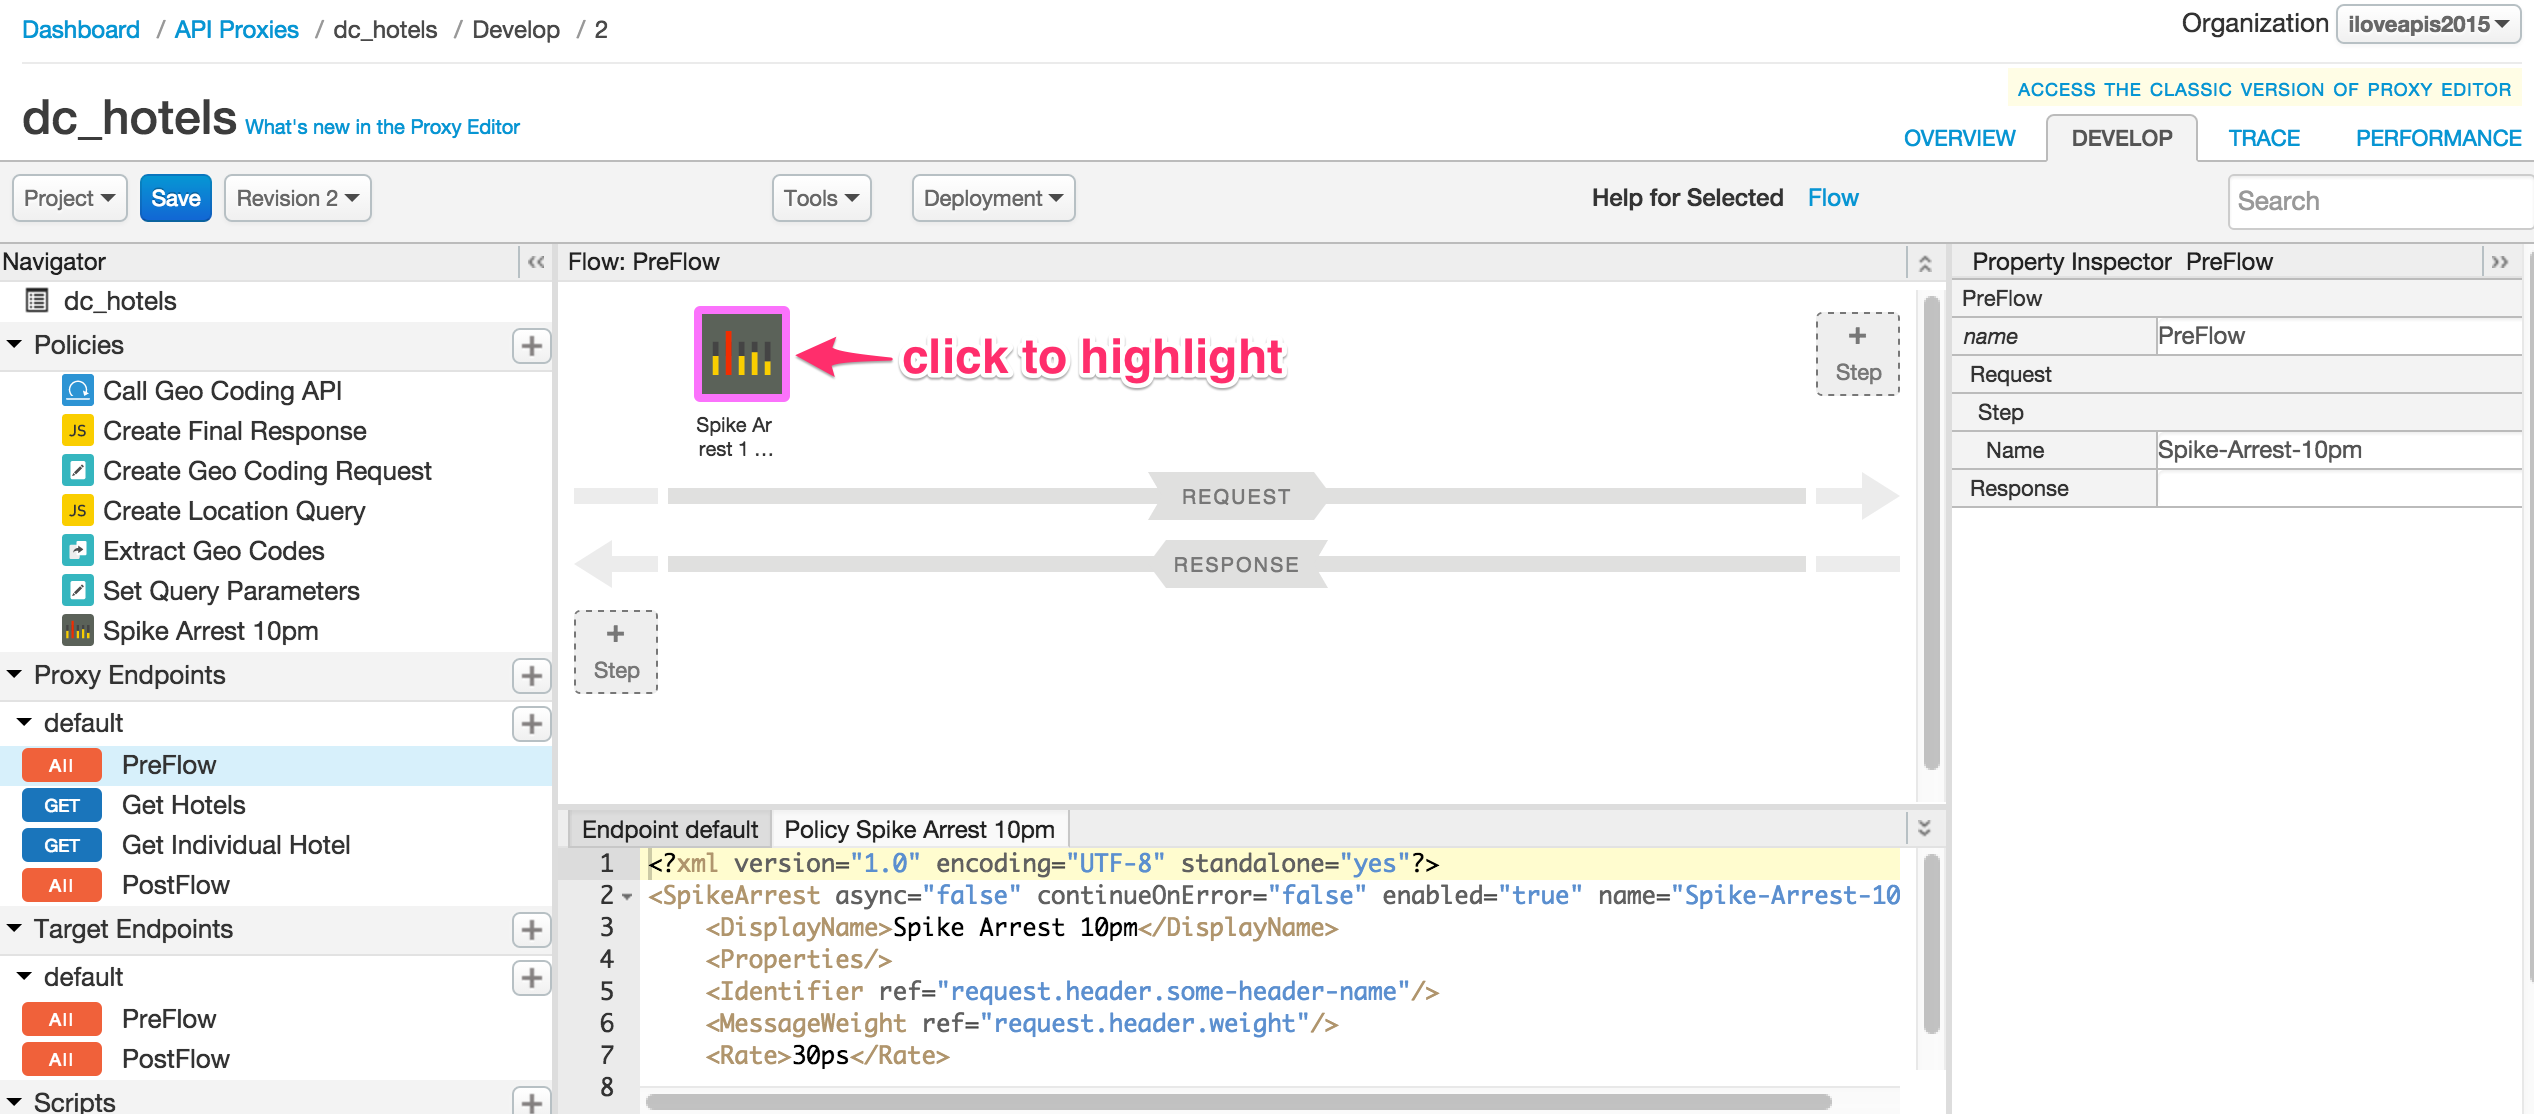 Dashboard / API Proxies / dc_hotels / Develop / 2
Organization iloveapis2015
ACCESS THE CLASSIC VERSION OF PROXY EDITOR
dc_hotels What's new in the Proxy Editor
OVERVIEW DEVELOP TRACE PERFORMANCE
Project Save Revision 2 Tools Deployment Help for Selected Flow Search
Navigator
dc_hotels
Policies
Call Geo Coding API
JS Create Final Response
Create Geo Coding Request
JS Create Location Query
Extract Geo Codes
Set Query Parameters
Spike Arrest 10pm
Proxy Endpoints
default
All PreFlow
GET Get Hotels
GET Get Individual Hotel
All PostFlow
Target Endpoints
default
All PreFlow
All PostFlow
Scripts
Flow: PreFlow
click to highlight
+
Step
Spike Ar
rest 1 ...
REQUEST
RESPONSE
+
Step
Endpoint default Policy Spike Arrest 10pm
1 <?xml version="1.0" encoding="UTF-8" standalone="yes"?>
2 <SpikeArrest async="false" continueOnError="false" enabled="true" name="Spike-Arrest-10
3 <DisplayName>Spike Arrest 10pm</DisplayName>
4 <Properties/>
5 <Identifier ref="request.header.some-header-name"/>
6 <MessageWeight ref="request.header.weight"/>
7 <Rate>30ps</Rate>
8
Property Inspector PreFlow
PreFlow
name PreFlow
Request
Step
Name Spike-Arrest-10pm
Response